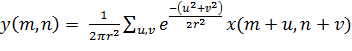 y(m,n) = 1/(2πr²) ∑u,v e^(−(u²+v²)/(2r²)) x(m + u, n + v)